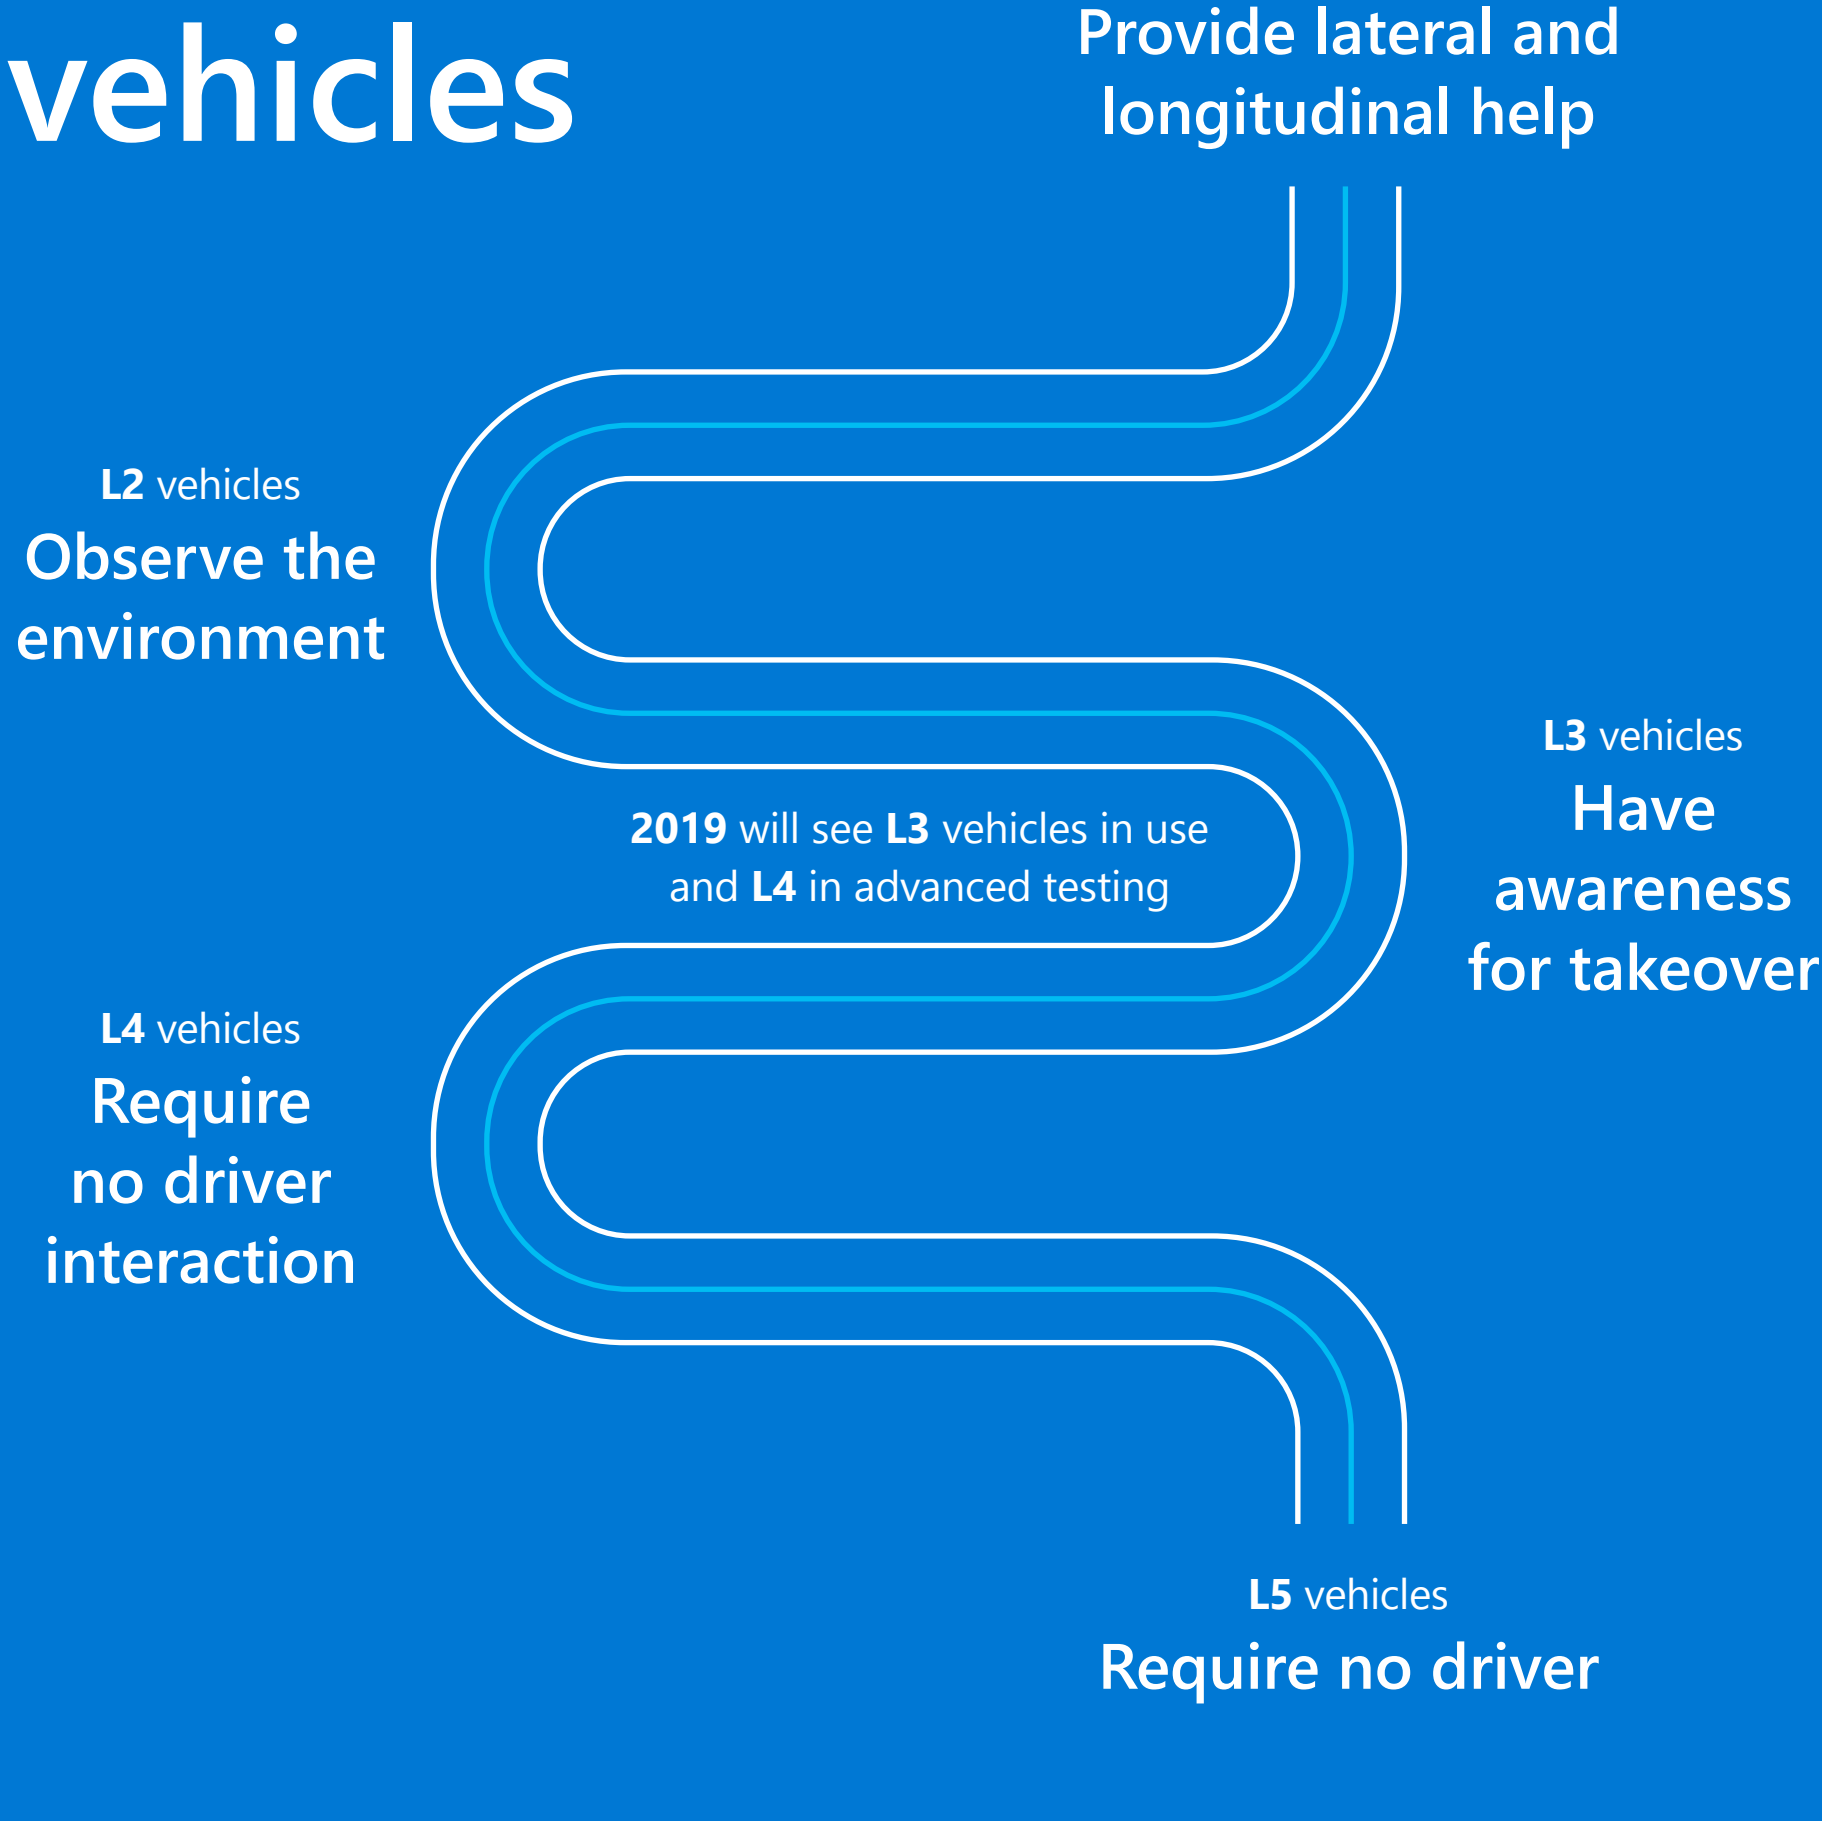 vehicles
Provide lateral and
longitudinal help
L2 vehicles
Observe the
environment
L3 vehicles
Have
awareness
for takeover
2019 will see L3 vehicles in use
and L4 in advanced testing
L4 vehicles
Require
no driver
interaction
L5 vehicles
Require no driver